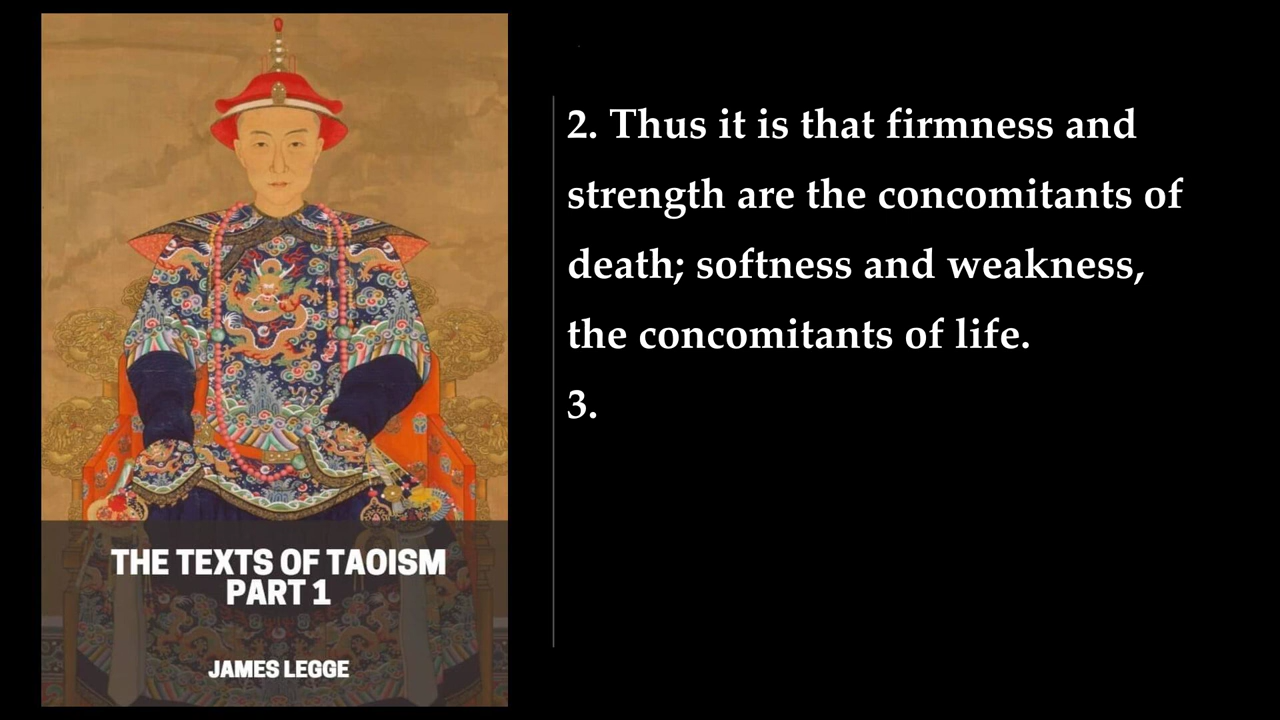 THE TEXTS OF TAOISM
PART 1
JAMES LEGGE
2. Thus it is that firmness and
strength are the concomitants of
death; softness and weakness,
the concomitants of life.
3.